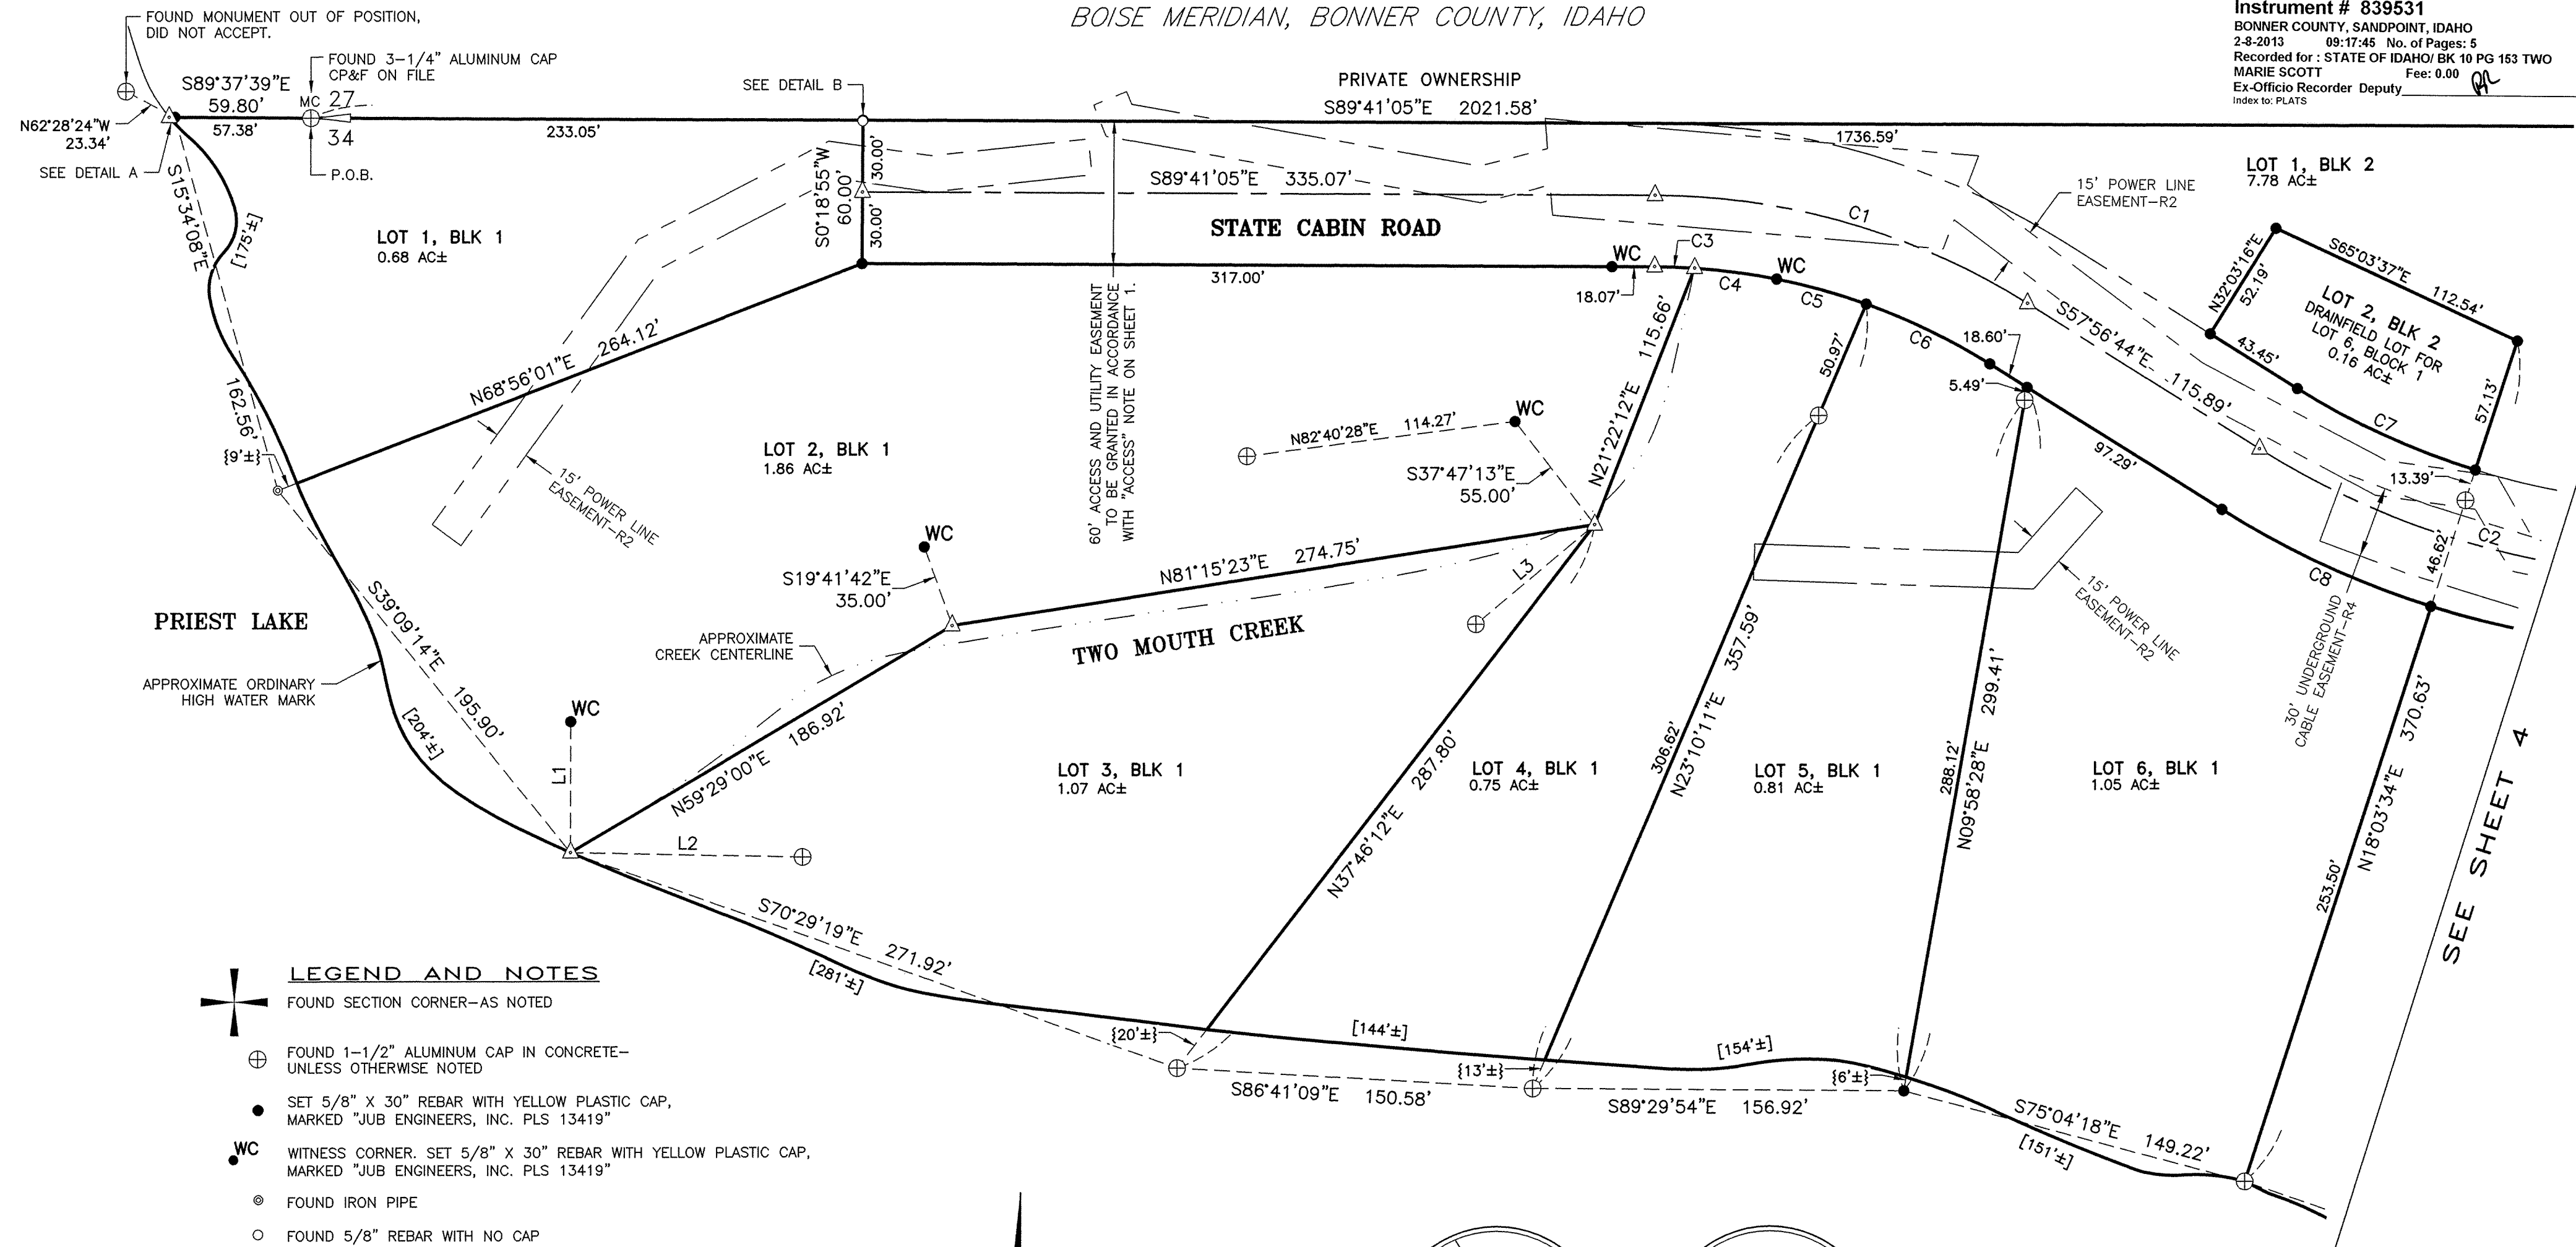 BOISE MERIDIAN, BONNER COUNTY, IDAHO
Instrument # 839531
BONNER COUNTY, SANDPOINT, IDAHO
2-8-2013 09:17:45 No. of Pages: 5
Recorded for : STATE OF IDAHO/ BK 10 PG 153 TWO
MARIE SCOTT Fee: 0.00
Ex-Officio Recorder Deputy
Index to: PLATS
FOUND MONUMENT OUT OF POSITION,
DID NOT ACCEPT.
FOUND 3-1/4" ALUMINUM CAP
CP&F ON FILE
S89°37'39"E
59.80'
57.38'
MC 27
34
P.O.B.
N62°28'24"W
23.34'
SEE DETAIL A
233.05'
SEE DETAIL B
PRIVATE OWNERSHIP
S89°41'05"E 2021.58'
1736.59'
LOT 1, BLK 2
7.78 AC±
15' POWER LINE
EASEMENT-R2
S15°34'08"E
162.56'
[175'±]
LOT 1, BLK 1
0.68 AC±
S0°18'55"W
60.00'
30.00'
30.00'
S89°41'05"E 335.07'
STATE CABIN ROAD
C1
WC
C3
18.07'
317.00'
C4
WC
C5
C6
18.60'
5.49'
S57°56'44"E 115.89'
N32°03'16"E
52.19'
S65°03'37"E 112.54'
LOT 2, BLK 2
DRAINFIELD LOT FOR
LOT 6, BLOCK 1
0.16 AC±
43.45'
C7
57.13'
13.39'
46.62'
C2
C8
97.29'
60' ACCESS AND UTILITY EASEMENT
TO BE GRANTED IN ACCORDANCE
WITH "ACCESS" NOTE ON SHEET 1.
N68°56'01"E 264.12'
{9'±}
15' POWER LINE
EASEMENT-R2
LOT 2, BLK 1
1.86 AC±
N82°40'28"E 114.27'
WC
S37°47'13"E
55.00'
N21°22'12"E 115.66'
50.97'
L3
WC
S19°41'42"E
35.00'
N81°15'23"E 274.75'
TWO MOUTH CREEK
APPROXIMATE
CREEK CENTERLINE
PRIEST LAKE
APPROXIMATE ORDINARY
HIGH WATER MARK
S39°09'14"E 195.90'
[204'±]
WC
L1
L2
N59°29'00"E 186.92'
LOT 3, BLK 1
1.07 AC±
N37°46'12"E 287.80'
LOT 4, BLK 1
0.75 AC±
306.62'
N23°10'11"E 357.59'
LOT 5, BLK 1
0.81 AC±
288.12'
N09°58'28"E 299.41'
15' POWER LINE
EASEMENT-R2
30' UNDERGROUND
CABLE EASEMENT-R4
LOT 6, BLK 1
1.05 AC±
253.50'
N18°03'34"E 370.63'
SEE SHEET 4
S70°29'19"E 271.92'
[281'±]
{20'±}
[144'±]
S86°41'09"E 150.58'
{13'±}
[154'±]
S89°29'54"E 156.92'
{6'±}
S75°04'18"E 149.22'
[151'±]
LEGEND AND NOTES
FOUND SECTION CORNER-AS NOTED
FOUND 1-1/2" ALUMINUM CAP IN CONCRETE-
UNLESS OTHERWISE NOTED
SET 5/8" X 30" REBAR WITH YELLOW PLASTIC CAP,
MARKED "JUB ENGINEERS, INC. PLS 13419"
WC
WITNESS CORNER. SET 5/8" X 30" REBAR WITH YELLOW PLASTIC CAP,
MARKED "JUB ENGINEERS, INC. PLS 13419"
FOUND IRON PIPE
FOUND 5/8" REBAR WITH NO CAP